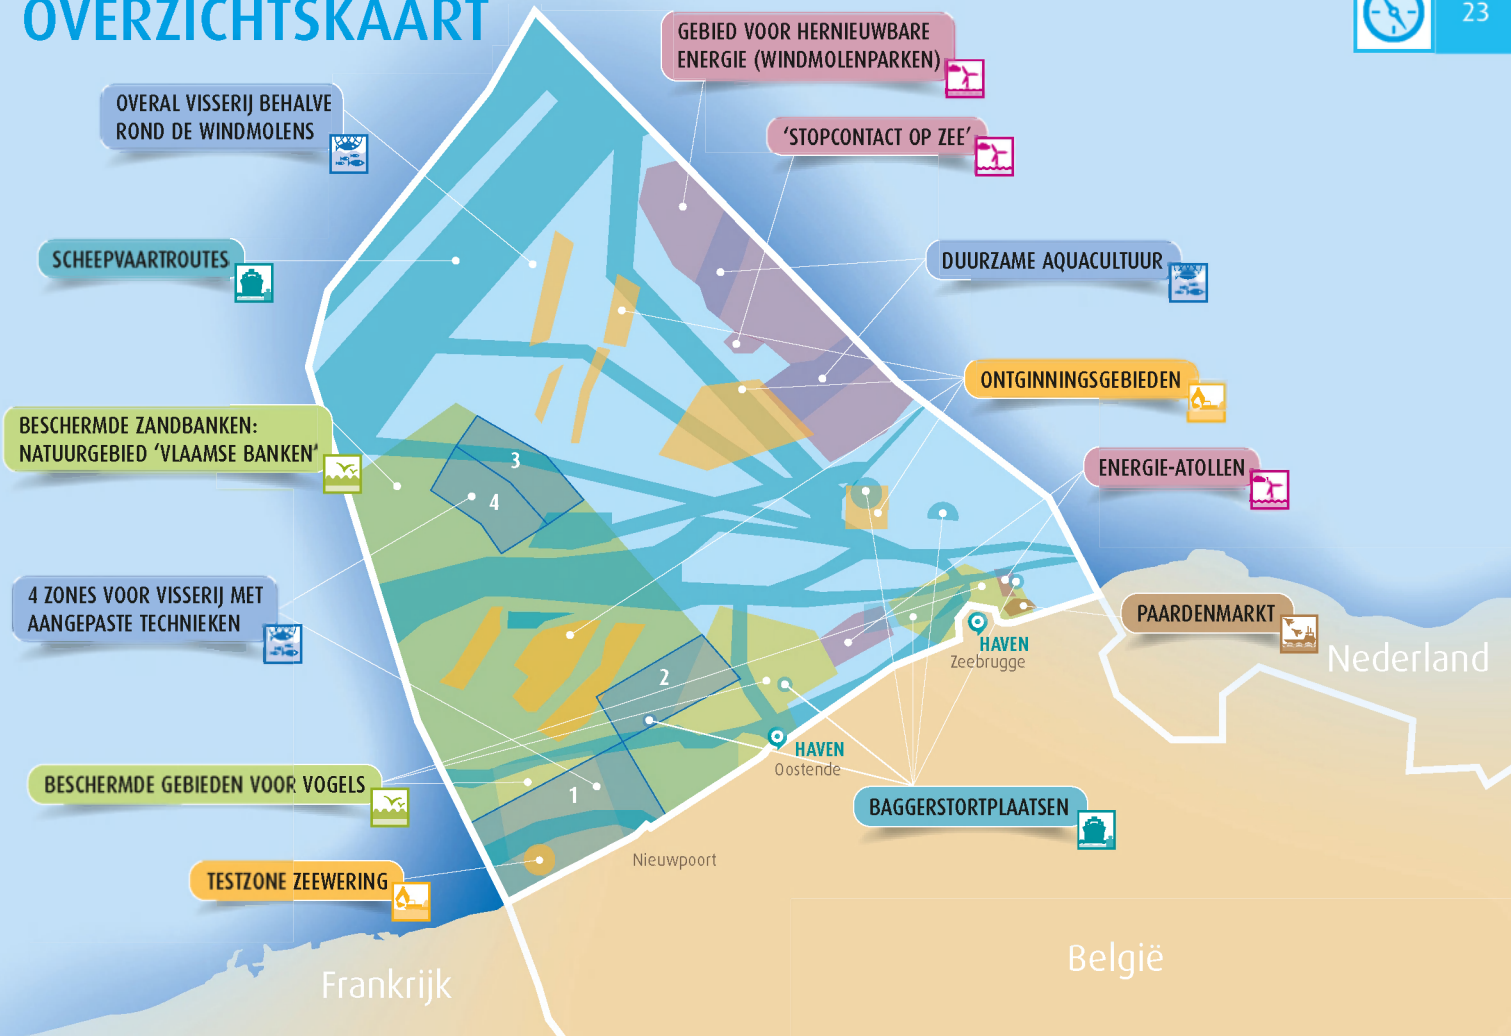 OVERZICHTSKAART
23
GEBIED VOOR HERNIEUWBARE
ENERGIE (WINDMOLENPARKEN)
OVERAL VISSERIJ BEHALVE
ROND DE WINDMOLENS
'STOPCONTACT OP ZEE'
SCHEEPVAARTROUTES
DUURZAME AQUACULTUUR
ONTGINNINGSGEBIEDEN
BESCHERMDE ZANDBANKEN:
NATUURGEBIED 'VLAAMSE BANKEN'
3
4
ENERGIE-ATOLLEN
4 ZONES VOOR VISSERIJ MET
AANGEPASTE TECHNIEKEN
PAARDENMARKT
HAVEN
Zeebrugge
Nederland
2
HAVEN
Oostende
BESCHERMDE GEBIEDEN VOOR VOGELS
1
BAGGERSTORTPLAATSEN
Nieuwpoort
TESTZONE ZEEWERING
België
Frankrijk